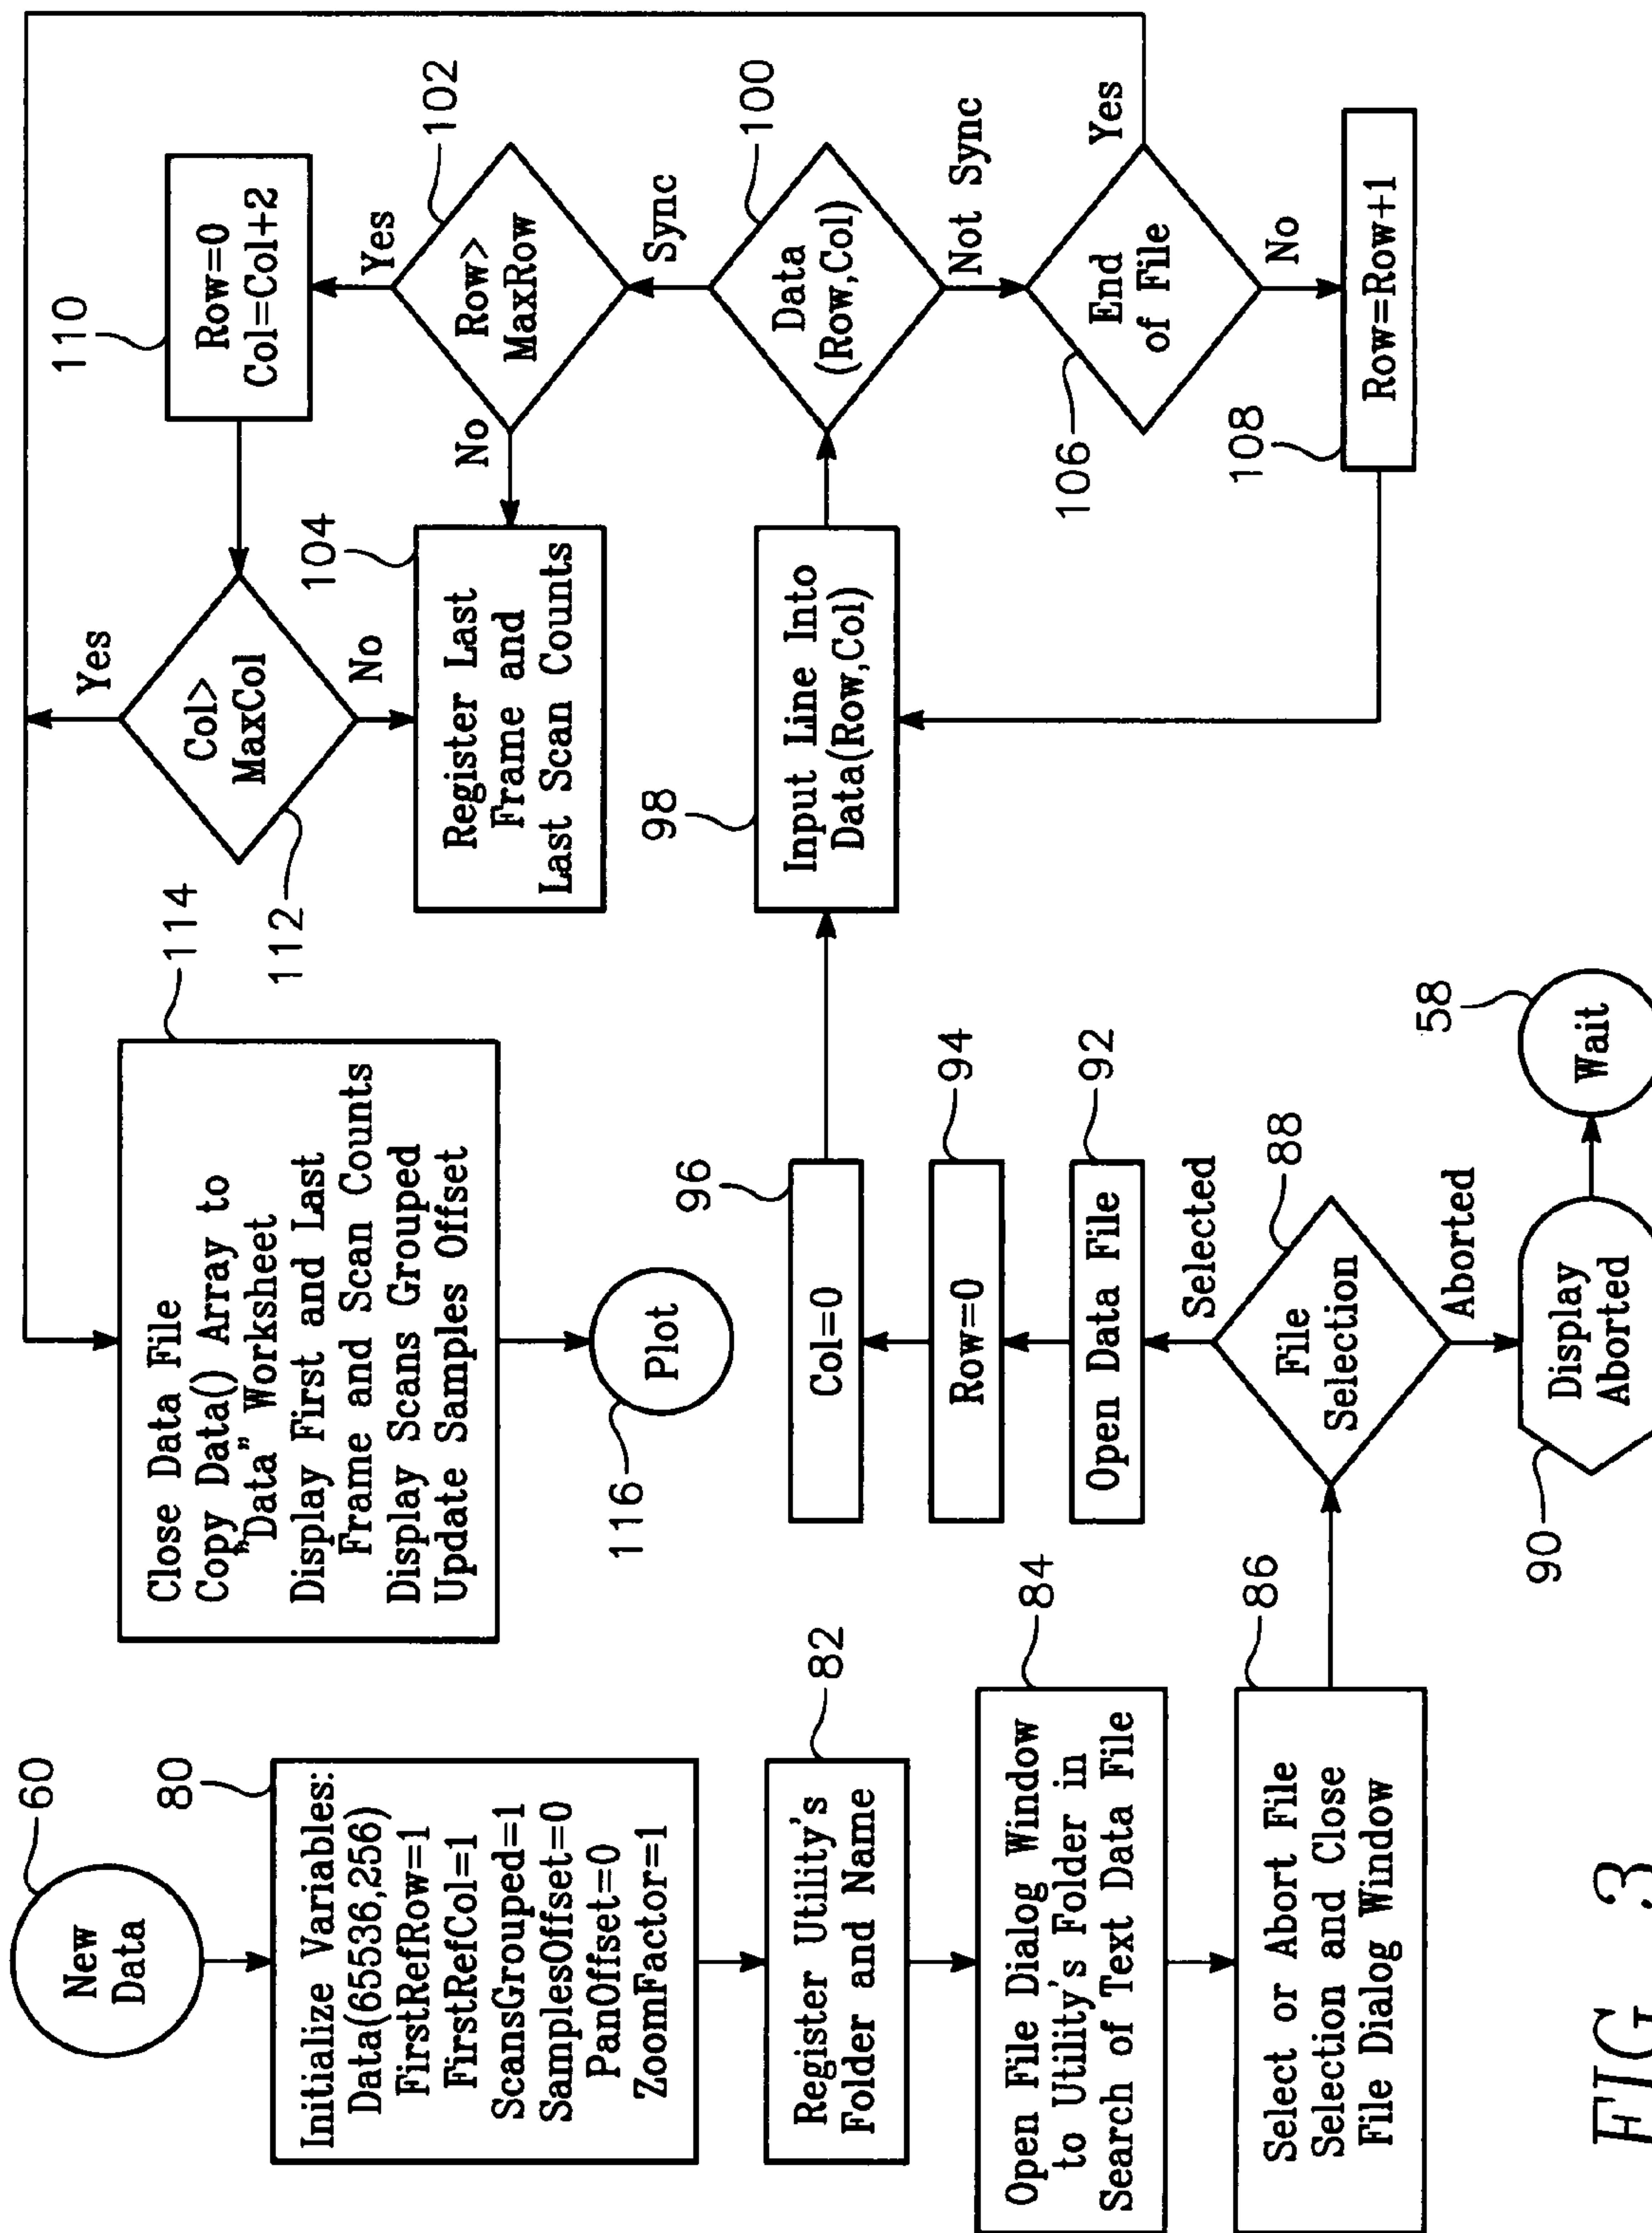 60
New
Data
80
Initialize Variables:
Data(65536,256)
FirstRefRow=1
FirstRefCol=1
ScansGrouped=1
SamplesOffset=0
PanOffset=0
ZoomFactor=1
82
Register Utility's
Folder and Name
84
Open File Dialog Window
to Utility's Folder in
Search of Text Data File
86
Select or Abort File
Selection and Close
File Dialog Window
88
File
Selection
Selected
Aborted
90
Display
Aborted
58
Wait
92
Open Data File
94
Row=0
96
Col=0
98
Input Line Into
Data(Row,Col)
100
Data
(Row,Col)
Sync
Not Sync
102
Row>
MaxRow
Yes
No
104
Register Last
Frame and
Last Scan Counts
106
End
of File
Yes
No
108
Row=Row+1
110
Row=0
Col=Col+2
112
Col>
MaxCol
Yes
No
114
Close Data File
Copy Data() Array to
"Data" Worksheet
Display First and Last
Frame and Scan Counts
Display Scans Grouped
Update Samples Offset
116
Plot
FIG. 3